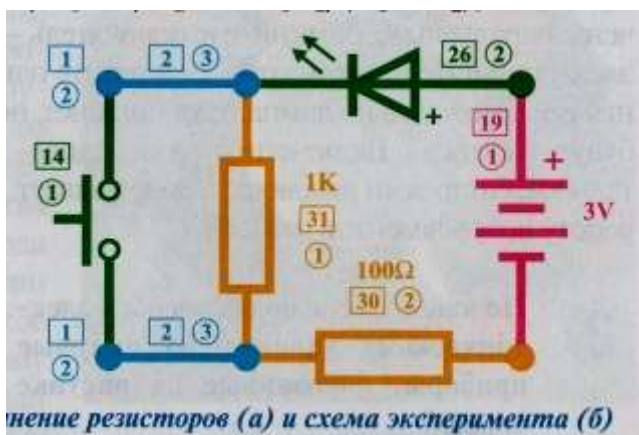 1 2 ③ 26 ②
②
19
①
+
+
14
①
1K
31
①
3V
100Ω
30 ②
1 2 ③
②
нение резисторов (а) и схема эксперимента (б)